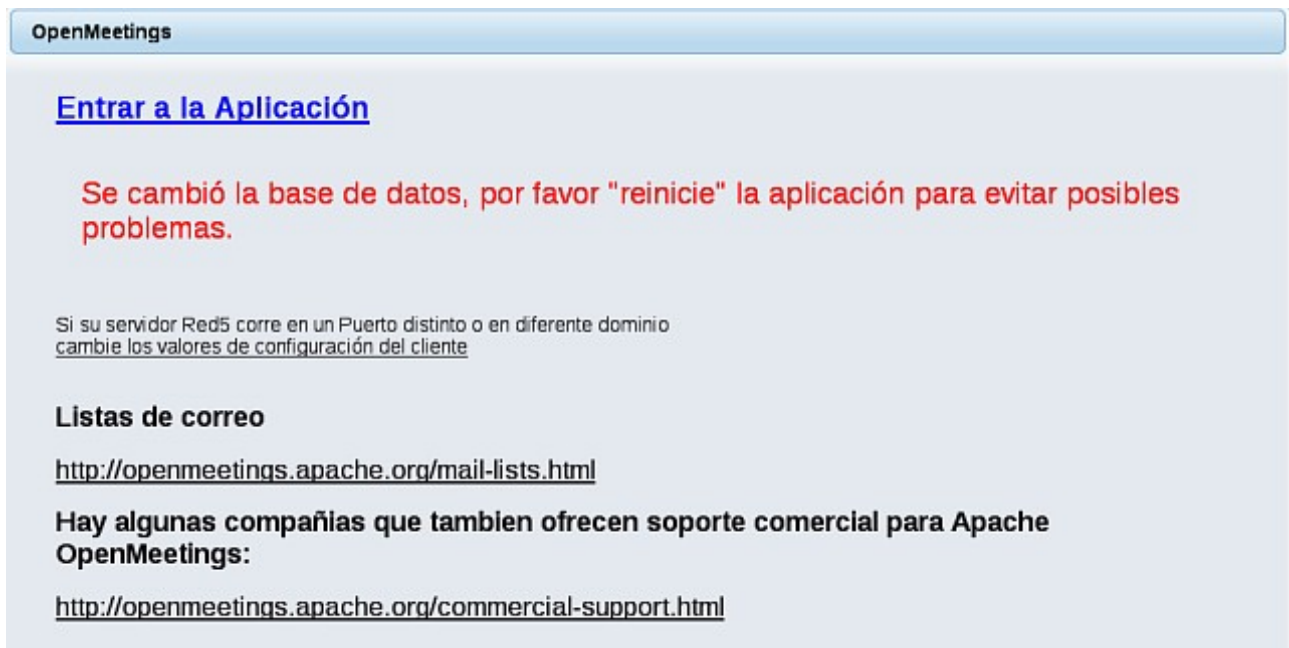 OpenMeetings
Entrar a la Aplicación
Se cambió la base de datos, por favor "reinicie" la aplicación para evitar posibles
problemas.
Si su servidor Red5 corre en un Puerto distinto o en diferente dominio
cambie los valores de configuración del cliente
Listas de correo
http://openmeetings.apache.org/mail-lists.html
Hay algunas compañias que tambien ofrecen soporte comercial para Apache
OpenMeetings:
http://openmeetings.apache.org/commercial-support.html